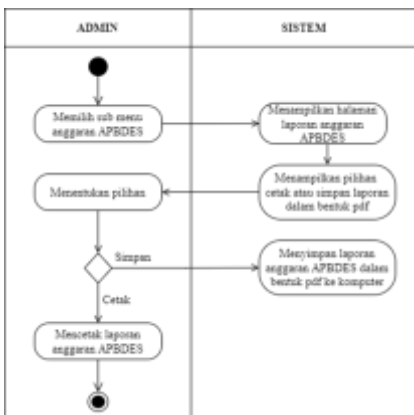 ADMIN
SISTEM
Memilih sub menu
anggaran APBDES
Menampilkan halaman
laporan anggaran
APBDES
Menampilkan pilihan
cetak atau simpan laporan
dalam bentuk pdf
Menentukan pilihan
Simpan
Menyimpan laporan
anggaran APBDES dalam
bentuk pdf ke komputer
Cetak
Mencetak laporan
anggaran APBDES